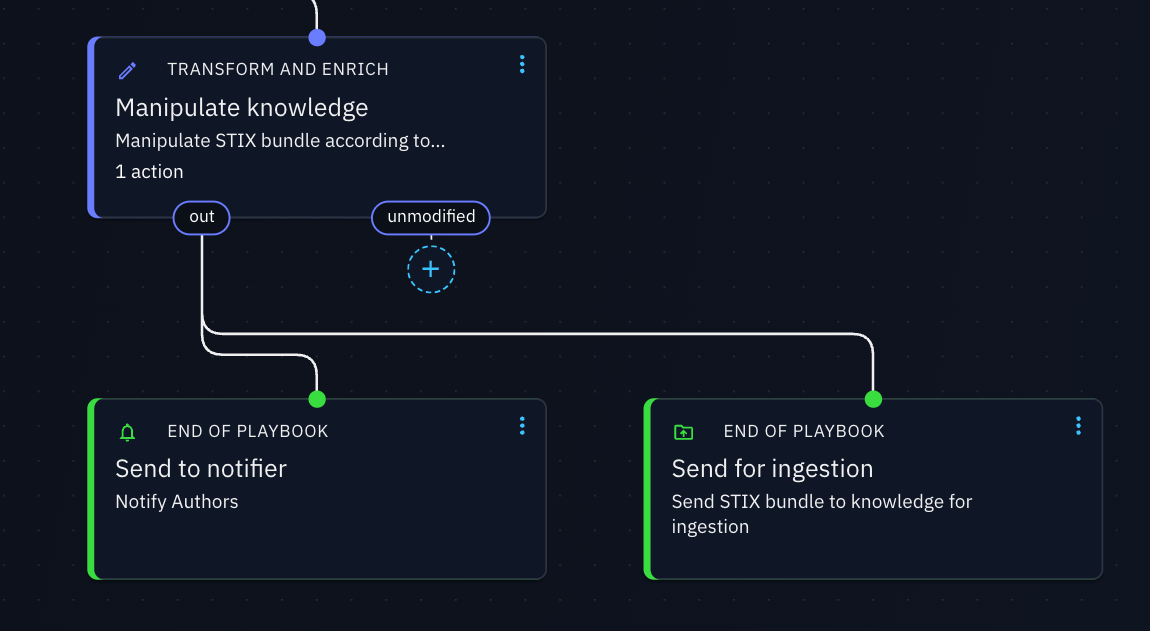 TRANSFORM AND ENRICH
Manipulate knowledge
Manipulate STIX bundle according to...
1 action
out
unmodified
END OF PLAYBOOK
Send to notifier
Notify Authors
END OF PLAYBOOK
Send for ingestion
Send STIX bundle to knowledge for
ingestion